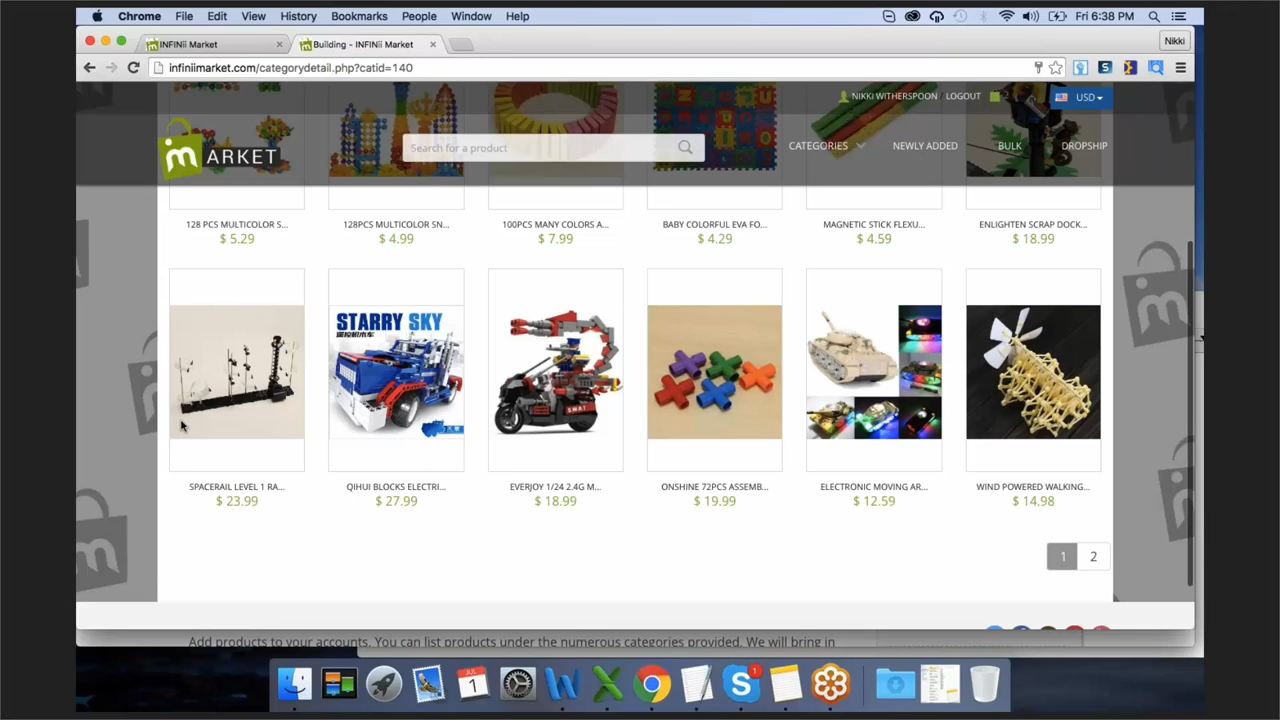 Chrome File Edit View History Bookmarks People Window Help Fri 6:38 PM
INFINii Market × Building - INFINii Market × Nikki
infiniimarket.com/categorydetail.php?catid=140
NIKKI WITHERSPOON / LOGOUT USD
mARKET Search for a product CATEGORIES NEWLY ADDED BULK DROPSHIP
128 PCS MULTICOLOR S... 128PCS MULTICOLOR SN... 100PCS MANY COLORS A... BABY COLORFUL EVA FO... MAGNETIC STICK FLEXU... ENLIGHTEN SCRAP DOCK...
$ 5.29 $ 4.99 $ 7.99 $ 4.29 $ 4.59 $ 18.99
STARRY SKY
SWAT
SPACERAIL LEVEL 1 RA... QIHUI BLOCKS ELECTRI... EVERJOY 1/24 2.4G M... ONSHINE 72PCS ASSEMB... ELECTRONIC MOVING AR... WIND POWERED WALKING...
$ 23.99 $ 27.99 $ 18.99 $ 19.99 $ 12.59 $ 14.98
1 2
Add products to your accounts. You can list products under the numerous categories provided. We will bring in
JUL
1
1